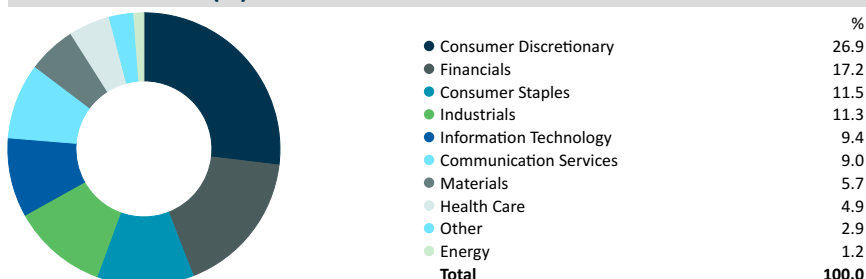 %
Consumer Discretionary 26.9
Financials 17.2
Consumer Staples 11.5
Industrials 11.3
Information Technology 9.4
Communication Services 9.0
Materials 5.7
Health Care 4.9
Other 2.9
Energy 1.2
Total 100.0